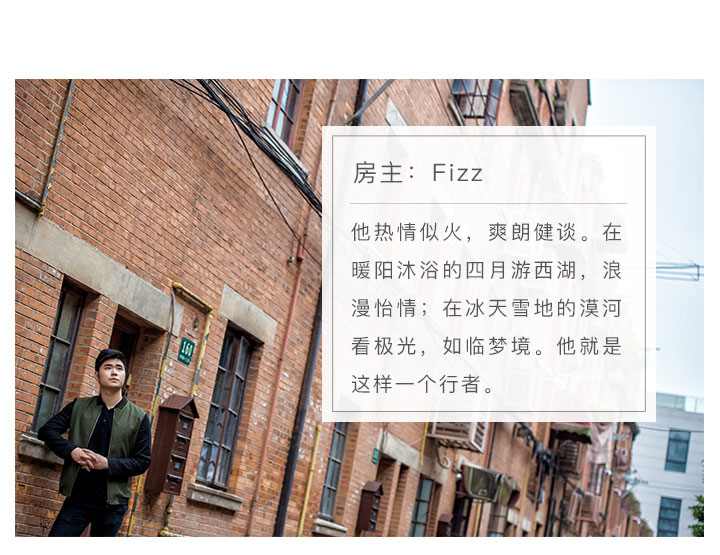 房主：Fizz
他热情似火，爽朗健谈。在
暖阳沐浴的四月游西湖，浪
漫怡情；在冰天雪地的漠河
看极光，如临梦境。他就是
这样一个行者。
160